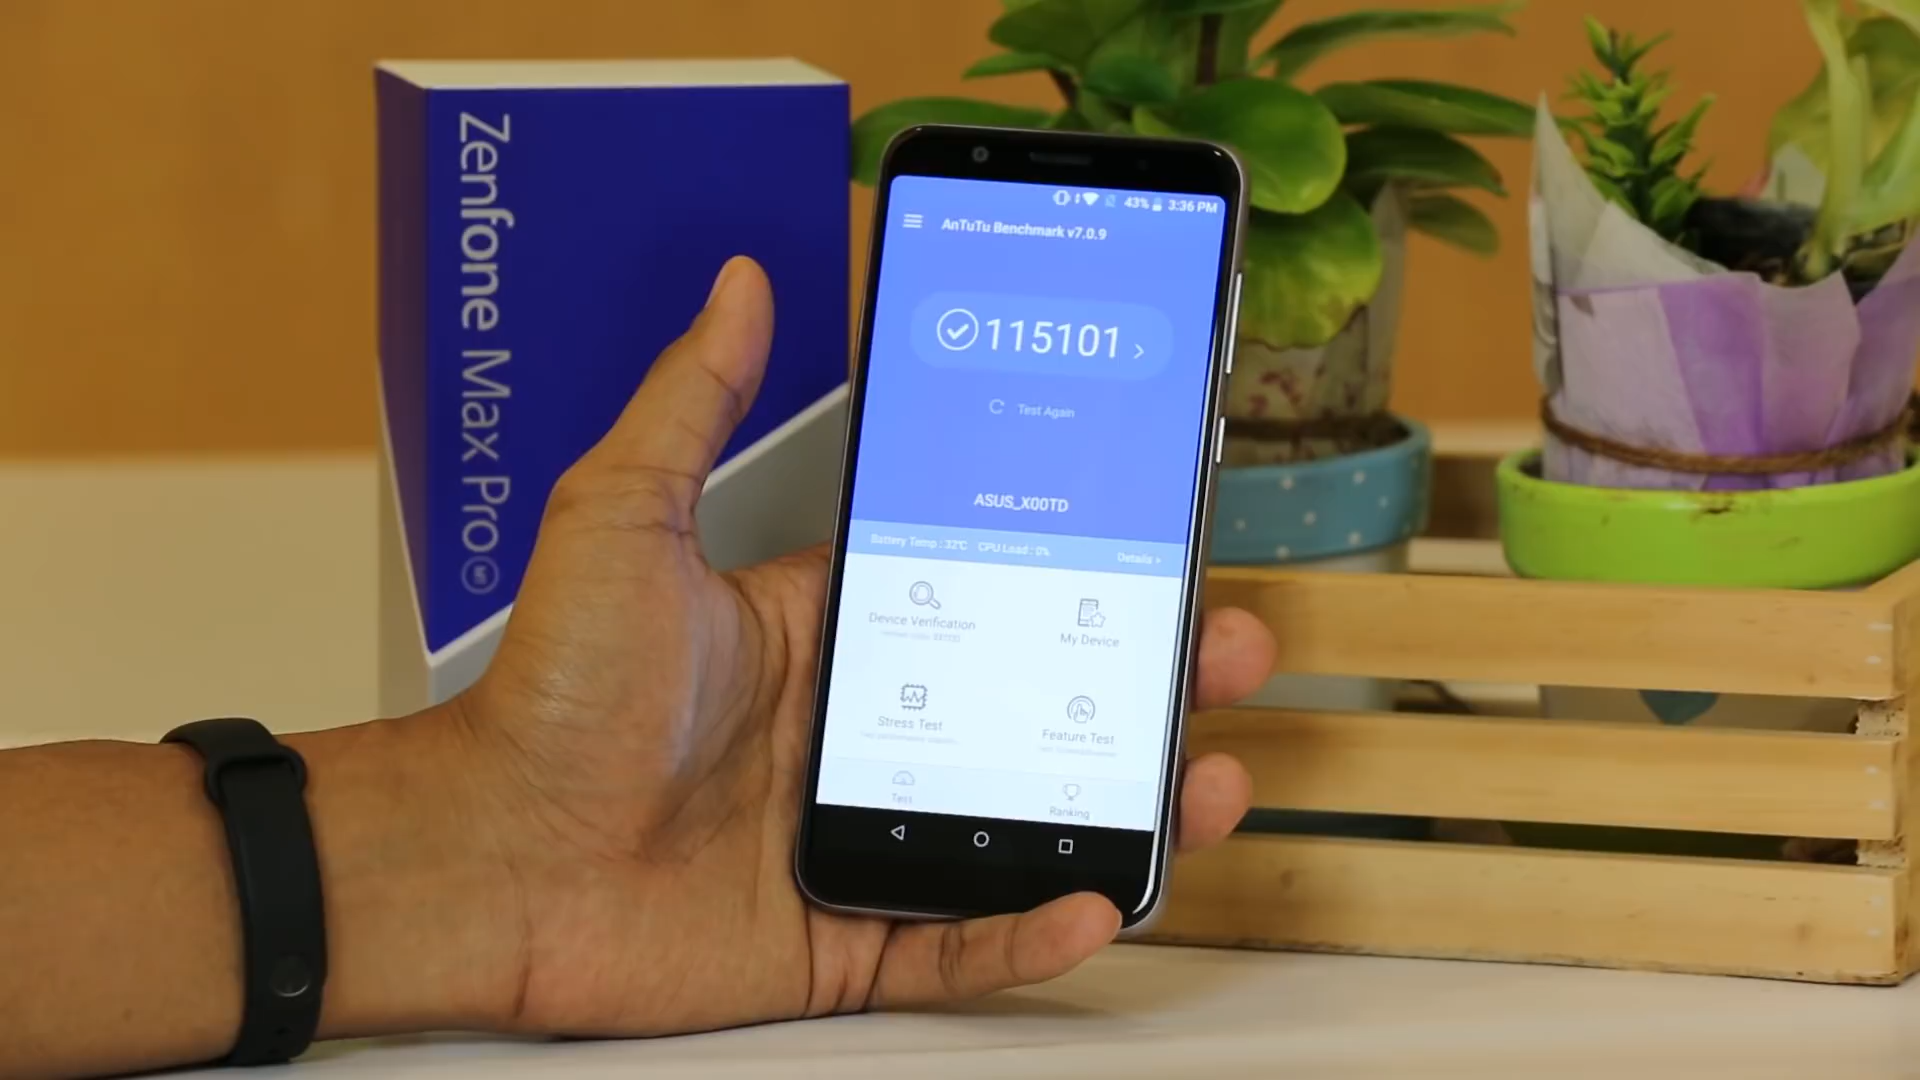 Zenfone Max Pro M1
43% 3:36 PM
AnTuTu Benchmark v7.0.9
115101
Test Again
ASUS_X00TD
Battery Temp : 32℃ CPU Load : 0% Details >
Device Verification
My Device
Stress Test
Feature Test
Test
Ranking